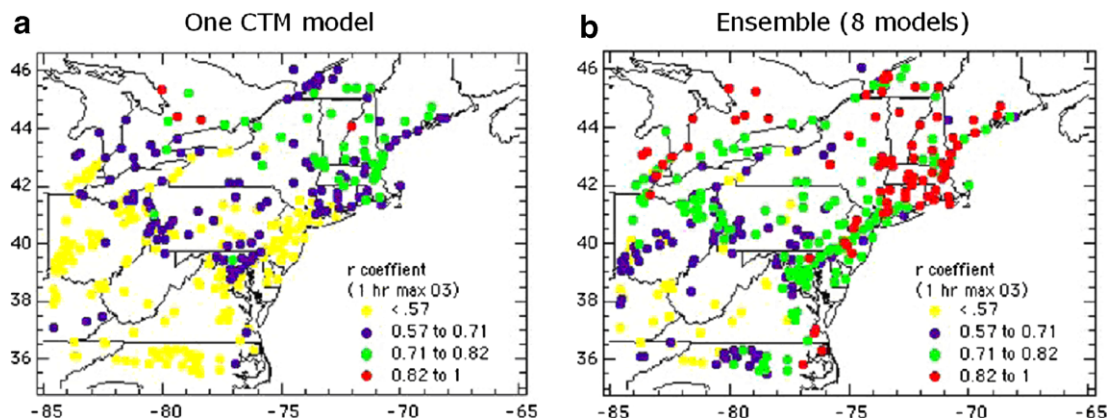 a
One CTM model
46
44
42
40
38
36
r coeffient
(1 hr max O3)
<.57
0.57 to 0.71
0.71 to 0.82
0.82 to 1
-85
-80
-75
-70
-65
b
Ensemble (8 models)
46
44
42
40
38
36
r coeffient
(1 hr max O3)
<.57
0.57 to 0.71
0.71 to 0.82
0.82 to 1
-85
-80
-75
-70
-65